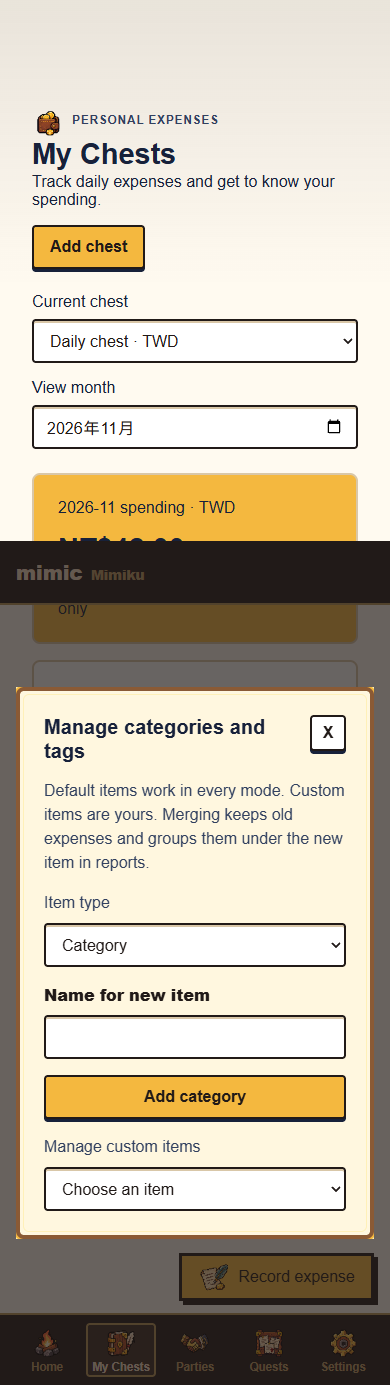 PERSONAL EXPENSES
My Chests
Track daily expenses and get to know your
spending.
Add chest
Current chest
Daily chest · TWD
View month
2026年11月
2026-11 spending · TWD
mimic Mimiku
only
Manage categories and
tags
X
Default items work in every mode. Custom
items are yours. Merging keeps old
expenses and groups them under the new
item in reports.
Item type
Category
Name for new item
Add category
Manage custom items
Choose an item
Record expense
Home
My Chests
Parties
Quests
Settings